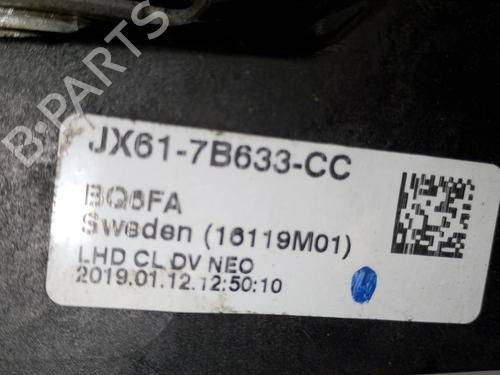 B-PARTS
JX61-7B633-CC
BQ6FA
Sweden (16119M01)
LHD CL DV NEO
2019.01.12.12:50:10